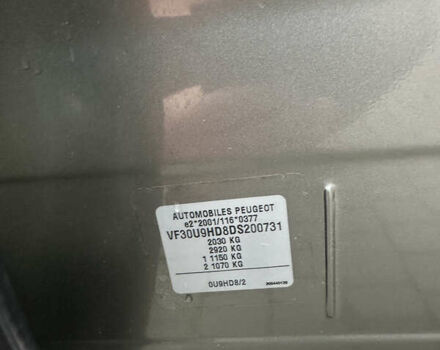 AUTOMOBILES PEUGEOT
e2*2001/116*0377
VF30U9HD8DS200731
2030 KG
2920 KG
1 1150 KG
2 1070 KG
0U9HD8/2